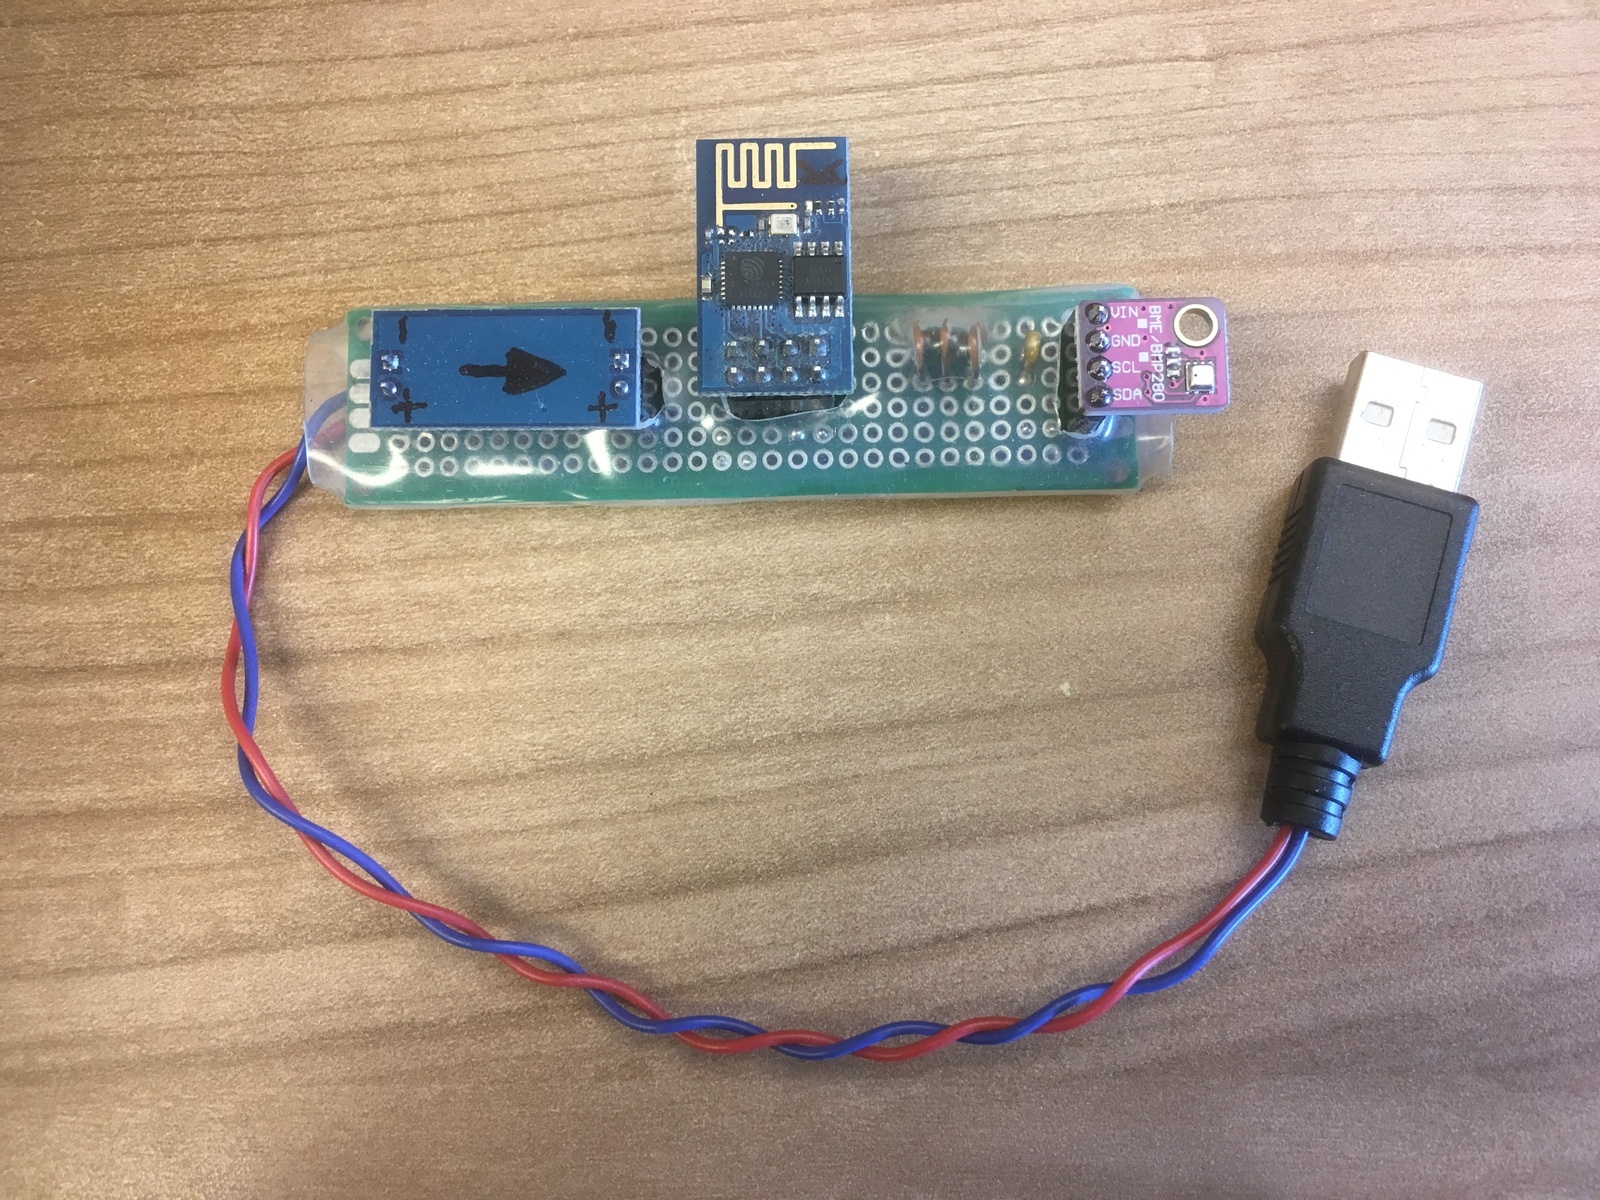 - -
+ +
VIN
GND
SCL
SDA
BME/BMP280